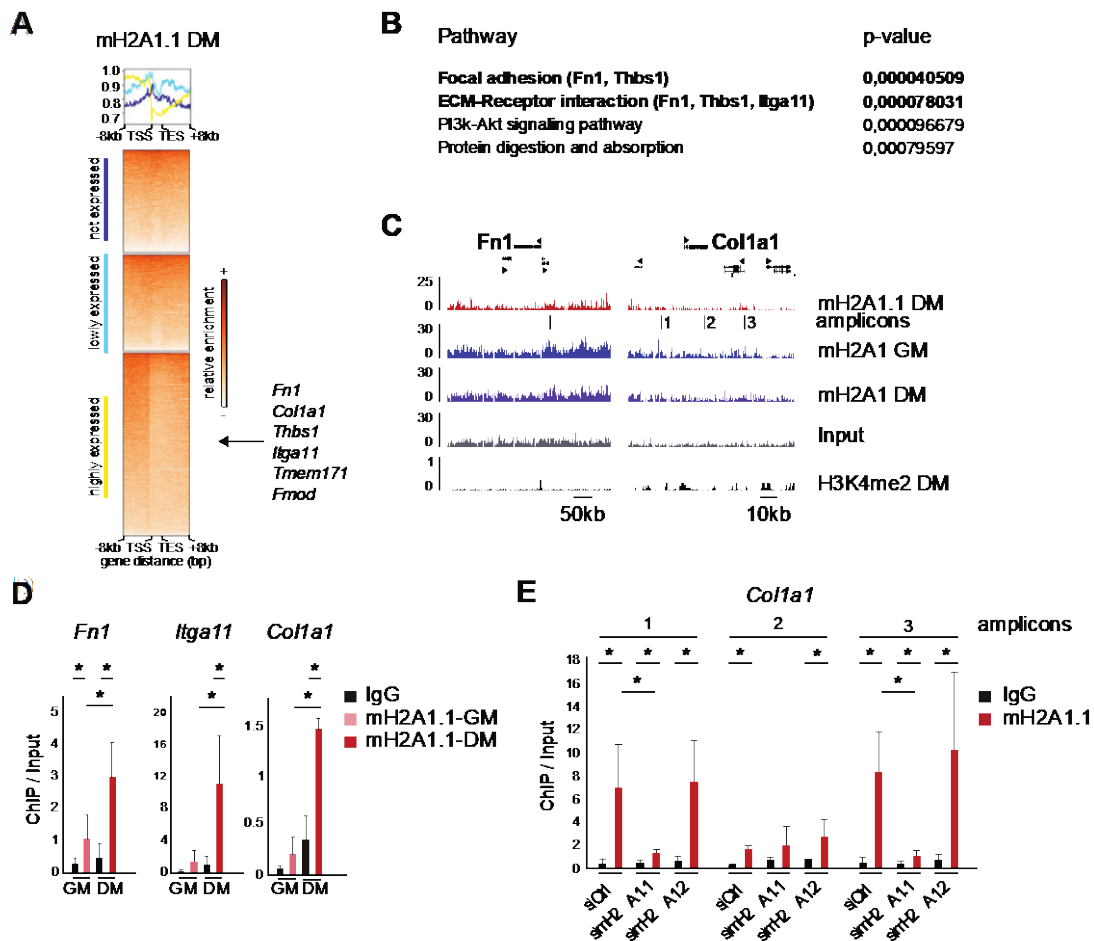 A
mH2A1.1 DM
1.0
0.9
0.8
0.7
-8kb TSS TES +8kb
not expressed
lowly expressed
highly expressed
+
relative enrichment
-
Fn1
Col1a1
Thbs1
Itga11
Tmem171
Fmod
-8kb TSS TES +8kb
gene distance (bp)
B
Pathway p-value
Focal adhesion (Fn1, Thbs1) 0,000040509
ECM-Receptor interaction (Fn1, Thbs1, Itga11) 0,000078031
PI3k-Akt signaling pathway 0,000096679
Protein digestion and absorption 0,00079597
C
Fn1 Col1a1
25
0
mH2A1.1 DM
1 2 3 amplicons
30
0
mH2A1 GM
30
0
mH2A1 DM
30
0
Input
1
0
H3K4me2 DM
50kb 10kb
D
Fn1 Itga11 Col1a1
* * * *
* * *
IgG
mH2A1.1-GM
mH2A1.1-DM
ChIP / Input
5
4
3
2
1
0
20
16
12
8
4
0
1.5
1
0.5
0
GM DM GM DM GM DM
E
Col1a1
1 2 3 amplicons
* * * * * * * *
* *
IgG
mH2A1.1
ChIP / Input
18
16
14
12
10
8
6
4
2
0
siCtrl
simH2 A1.1
simH2 A1.2
siCtrl
simH2 A1.1
simH2 A1.2
siCtrl
simH2 A1.1
simH2 A1.2